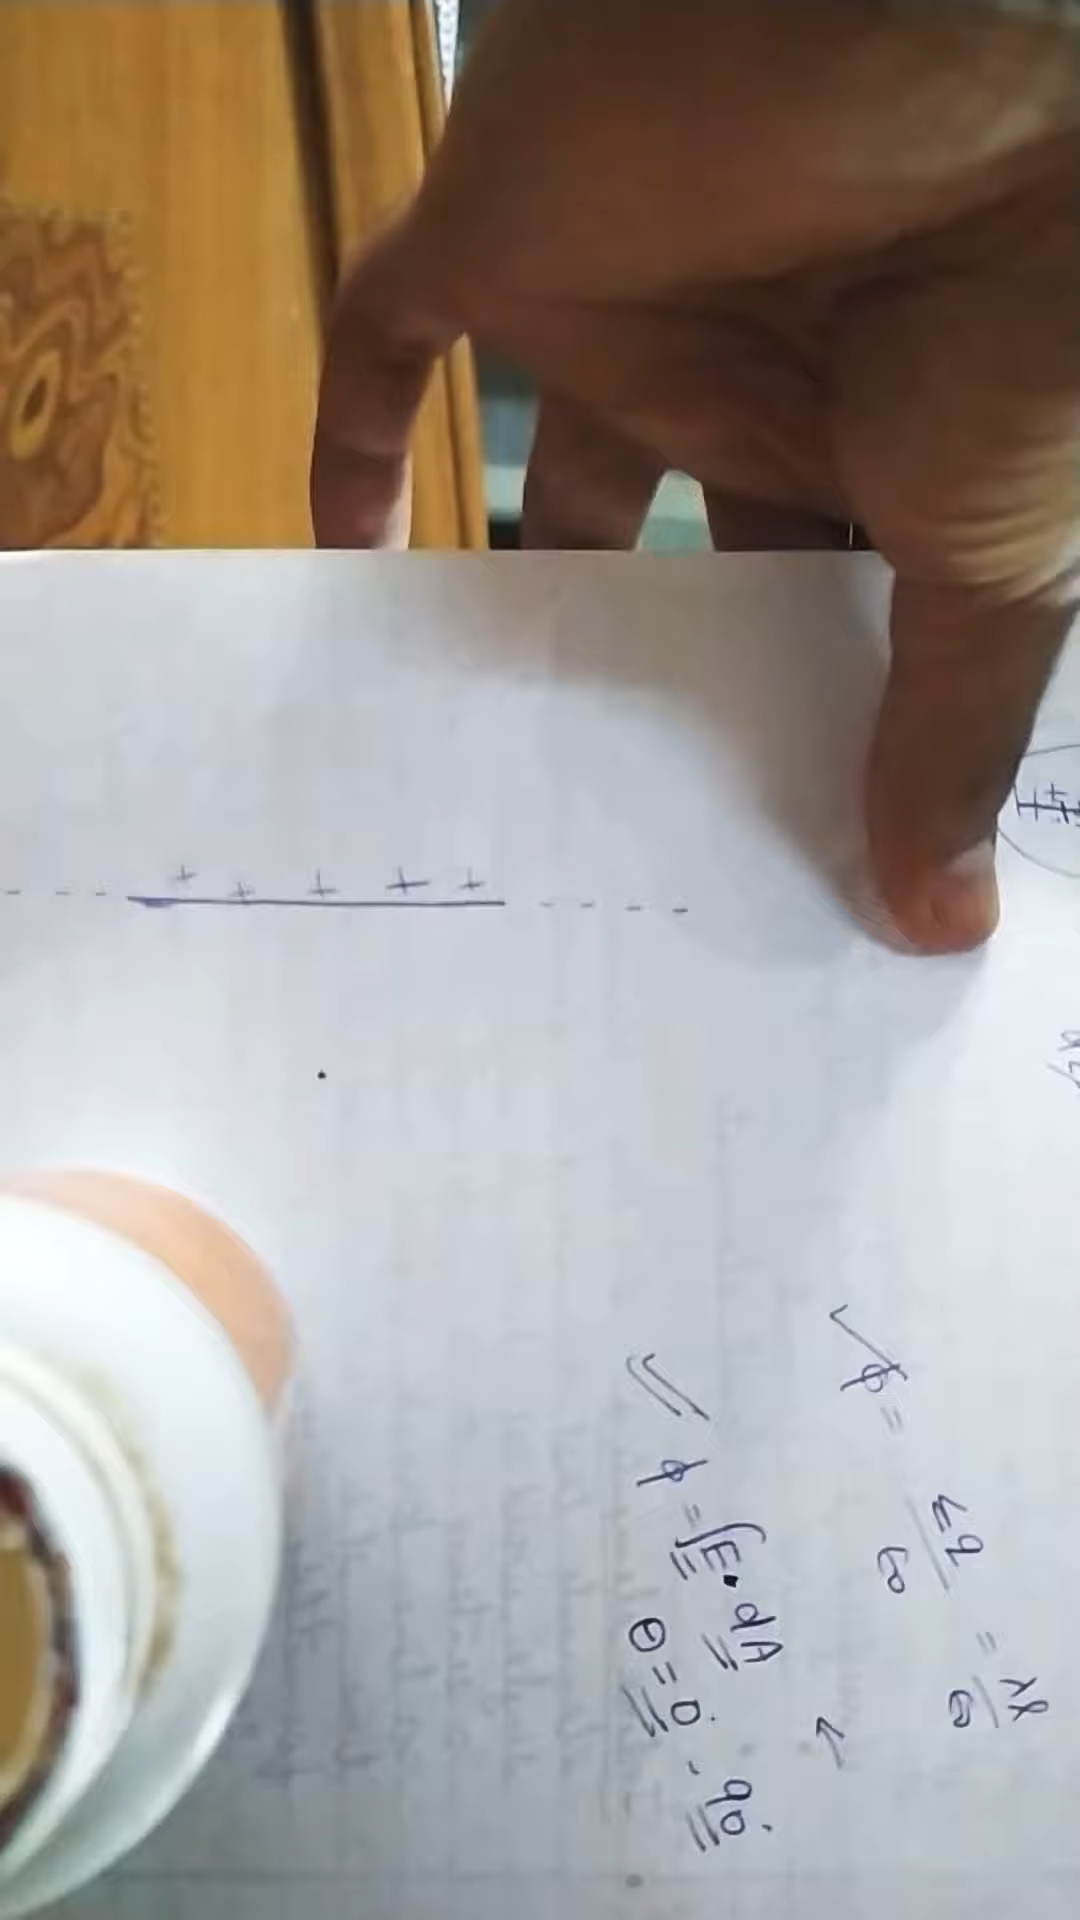 + + + + +
φ = Σq/ε₀ = λl/ε₀
φ = ∫E · dA
θ = 0°, 90°